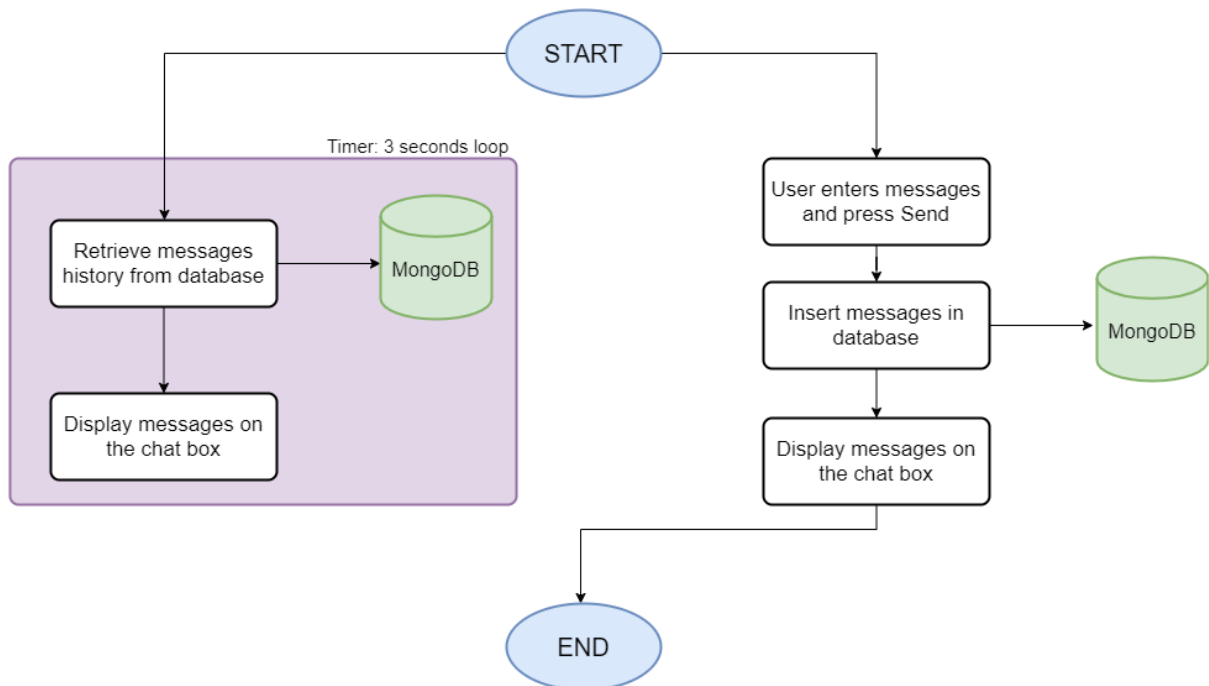 START
Timer: 3 seconds loop
Retrieve messages
history from database
MongoDB
Display messages on
the chat box
User enters messages
and press Send
Insert messages in
database
MongoDB
Display messages on
the chat box
END